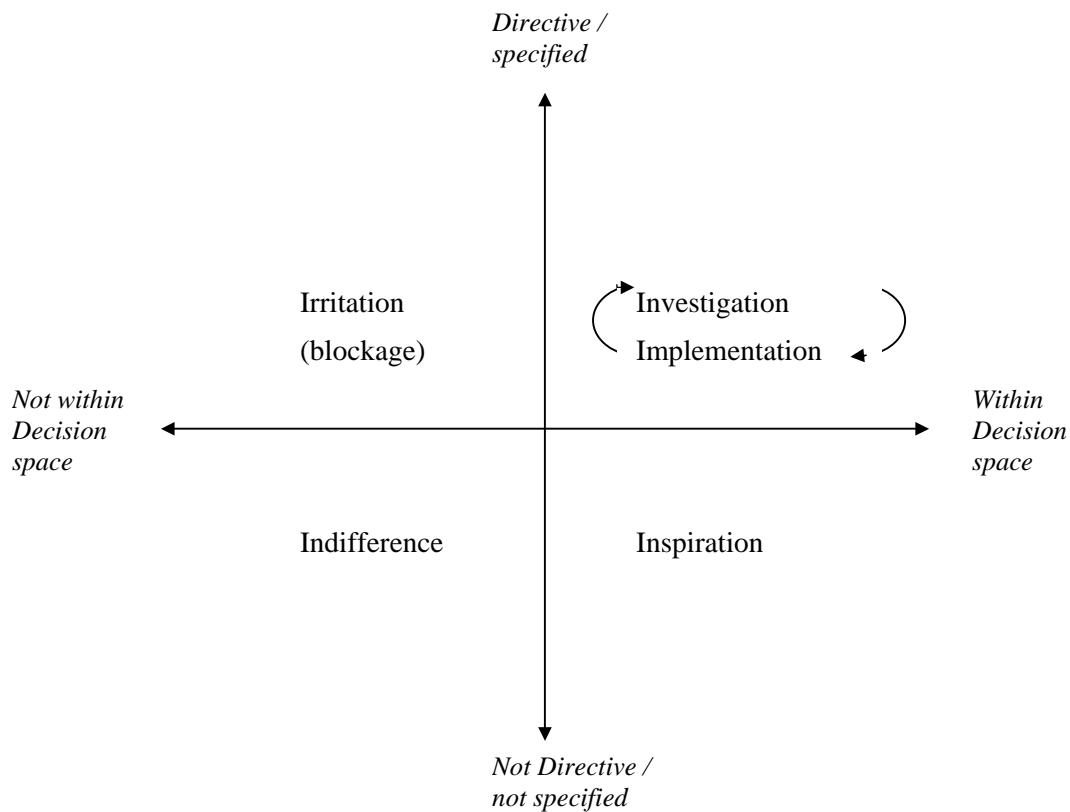 Directive /
specified
Irritation
(blockage)
Investigation
Implementation
Not within
Decision
space
Within
Decision
space
Indifference
Inspiration
Not Directive /
not specified